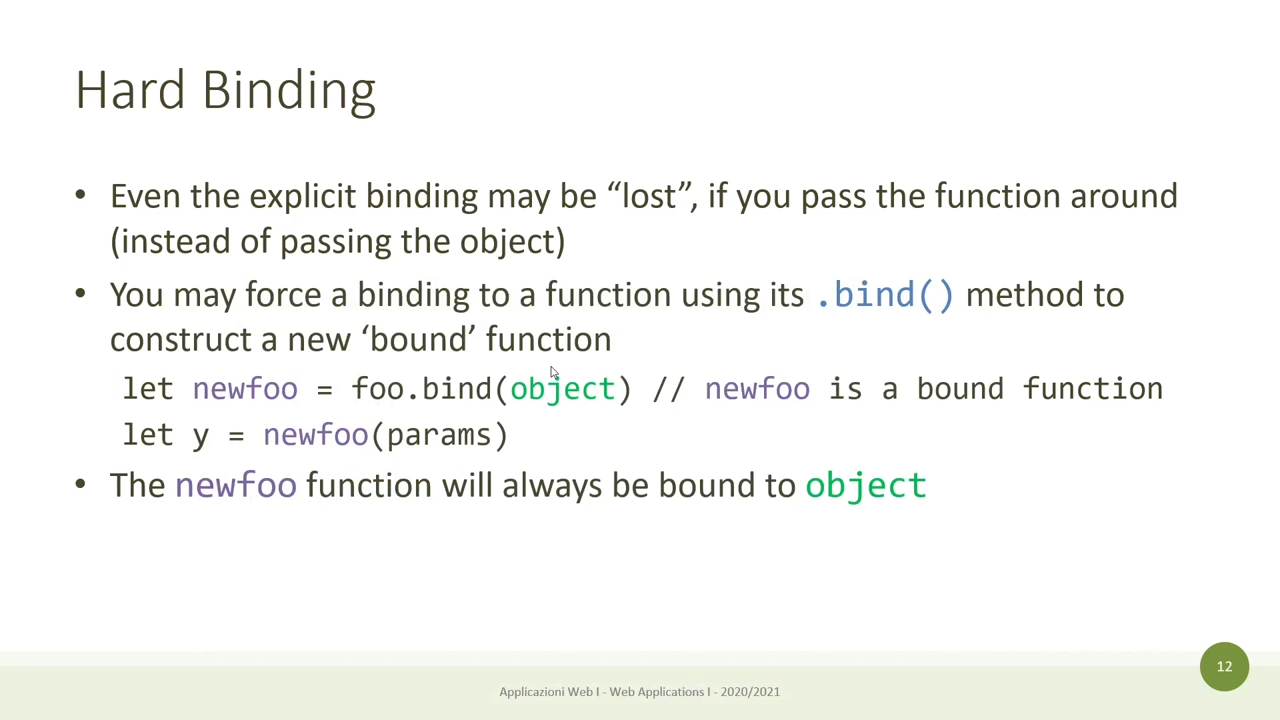 Hard Binding
• Even the explicit binding may be “lost”, if you pass the function around
(instead of passing the object)
• You may force a binding to a function using its .bind() method to
construct a new ‘bound’ function
let newfoo = foo.bind(object) // newfoo is a bound function
let y = newfoo(params)
• The newfoo function will always be bound to object
12
Applicazioni Web I - Web Applications I - 2020/2021